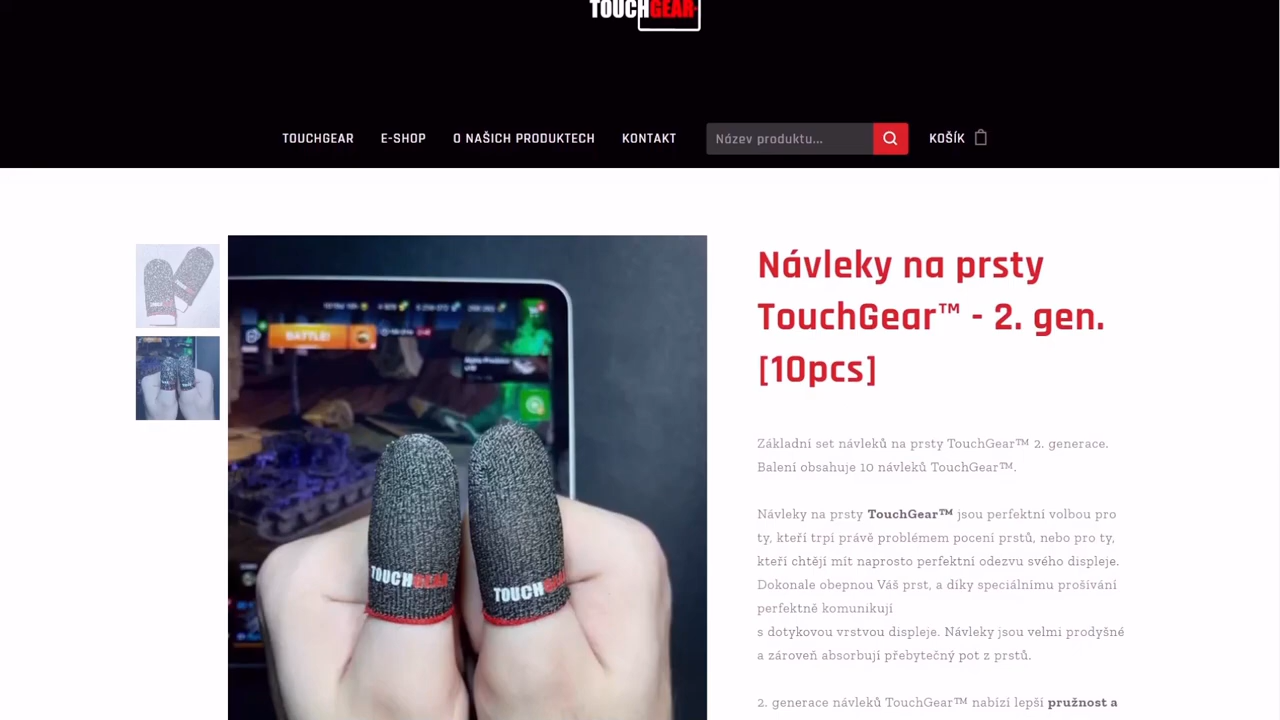 TOUCHGEAR
TOUCHGEAR
E-SHOP
O NAŠICH PRODUKTECH
KONTAKT
Název produktu...
KOŠÍK
Návleky na prsty
TouchGear™ - 2. gen.
[10pcs]
BATTLE!
TOUCHGEAR
TOUCH
Základní set návleků na prsty TouchGear™ 2. generace.
Balení obsahuje 10 návleků TouchGear™.
Návleky na prsty TouchGear™ jsou perfektní volbou pro
ty, kteří trpí právě problémem pocení prstů, nebo pro ty,
kteří chtějí mít naprosto perfektní odezvu svého displeje.
Dokonale obepnou Váš prst, a díky speciálnímu prošívání
perfektně komunikují
s dotykovou vrstvou displeje. Návleky jsou velmi prodyšné
a zároveň absorbují přebytečný pot z prstů.
2. generace návleků TouchGear™ nabízí lepší pružnost a